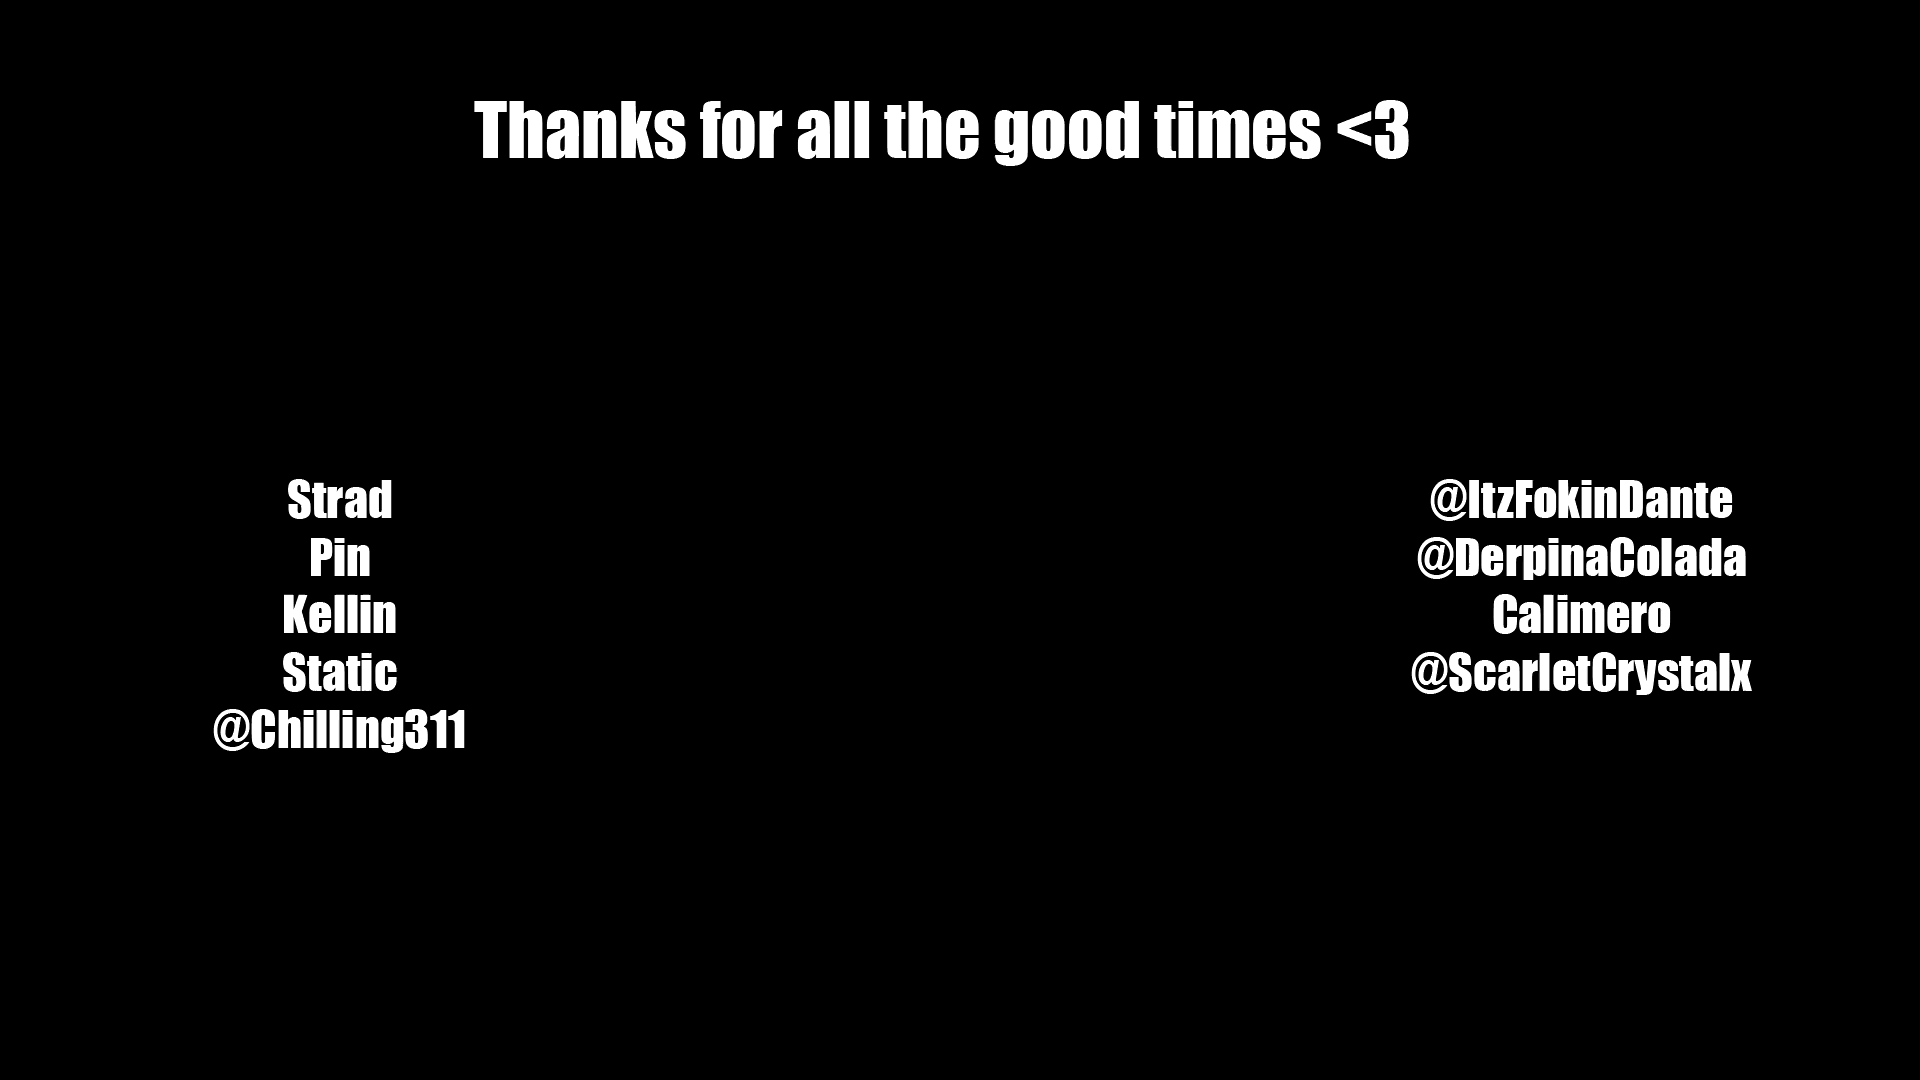 Thanks for all the good times <3
Strad
Pin
Kellin
Static
@Chilling311
@ItzFokinDante
@DerpinaColada
Calimero
@ScarletCrystalx